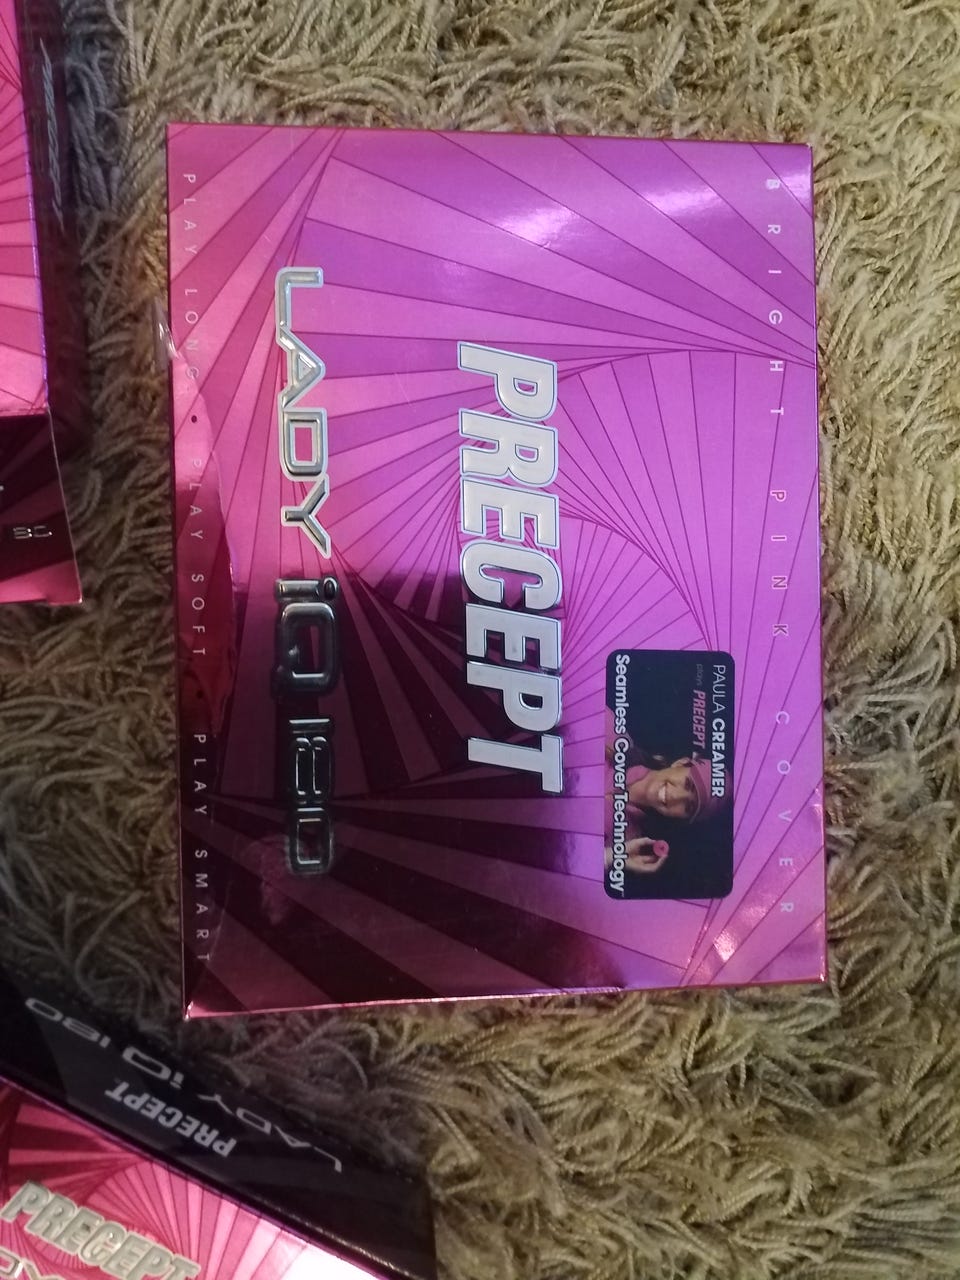 BRIGHT PINK COVER
PAULA CREAMER
plays PRECEPT
Seamless Cover Technology
PRECEPT
LADY iQ 180
PLAY LONG • PLAY SOFT PLAY SMART
LADY iQ 180
PRECEPT
PRECEPT